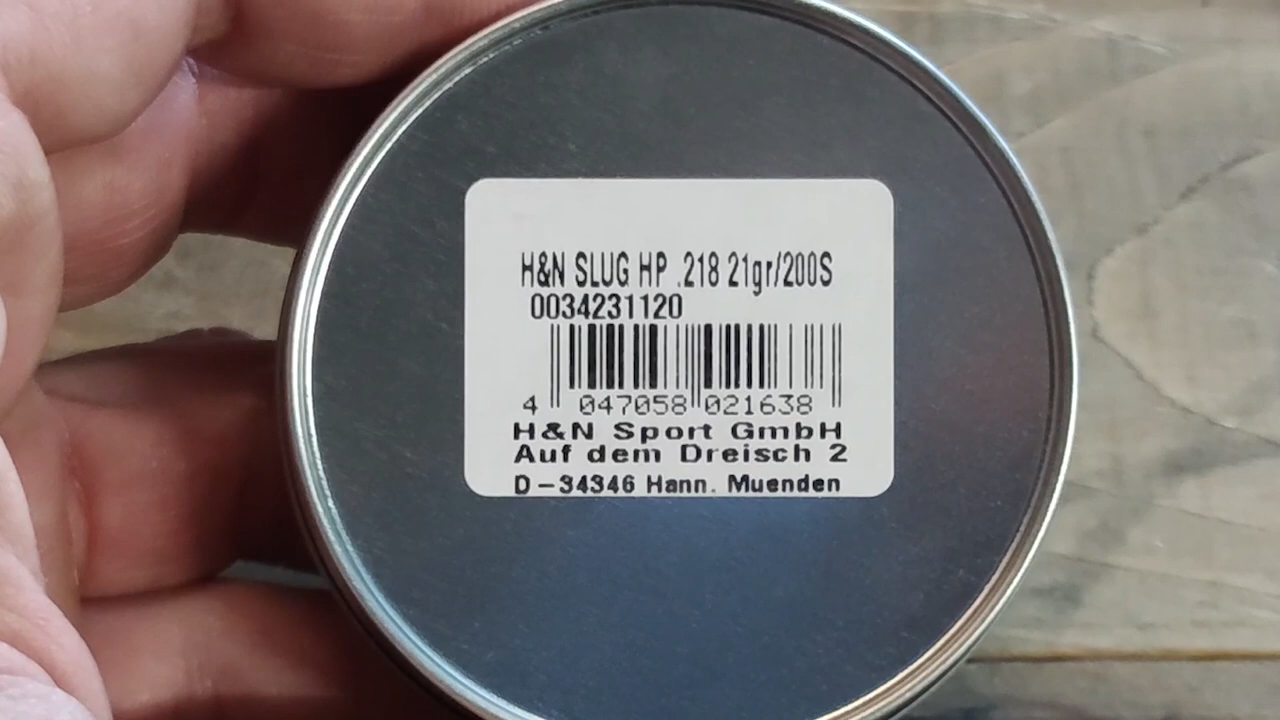 H&N SLUG HP .218 21gr/200S
0034231120
4 047058 021638
H&N Sport GmbH
Auf dem Dreisch 2
D-34346 Hann. Muenden